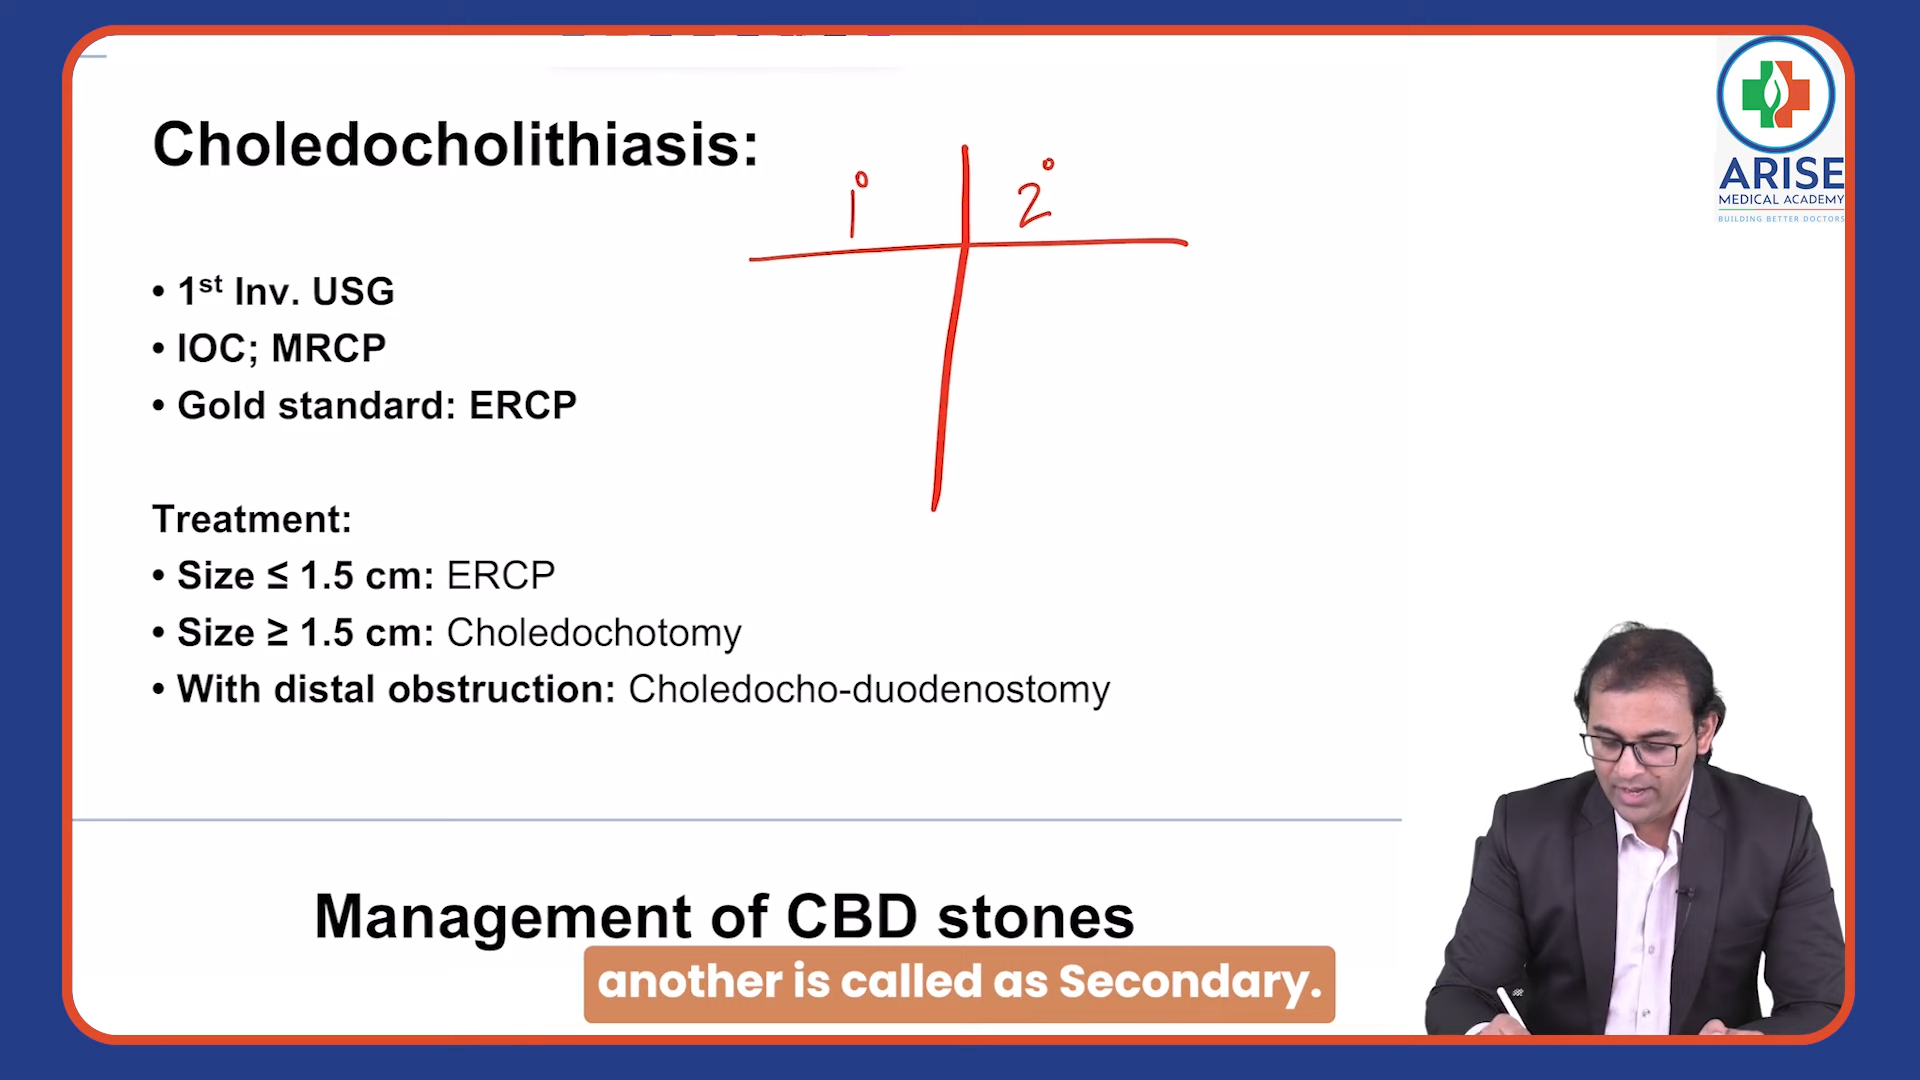 Choledocholithiasis:
1° 2°
• 1st Inv. USG
• IOC; MRCP
• Gold standard: ERCP
Treatment:
• Size ≤ 1.5 cm: ERCP
• Size ≥ 1.5 cm: Choledochotomy
• With distal obstruction: Choledocho-duodenostomy
Management of CBD stones
another is called as Secondary.
ARISE
MEDICAL ACADEMY
BUILDING BETTER DOCTORS